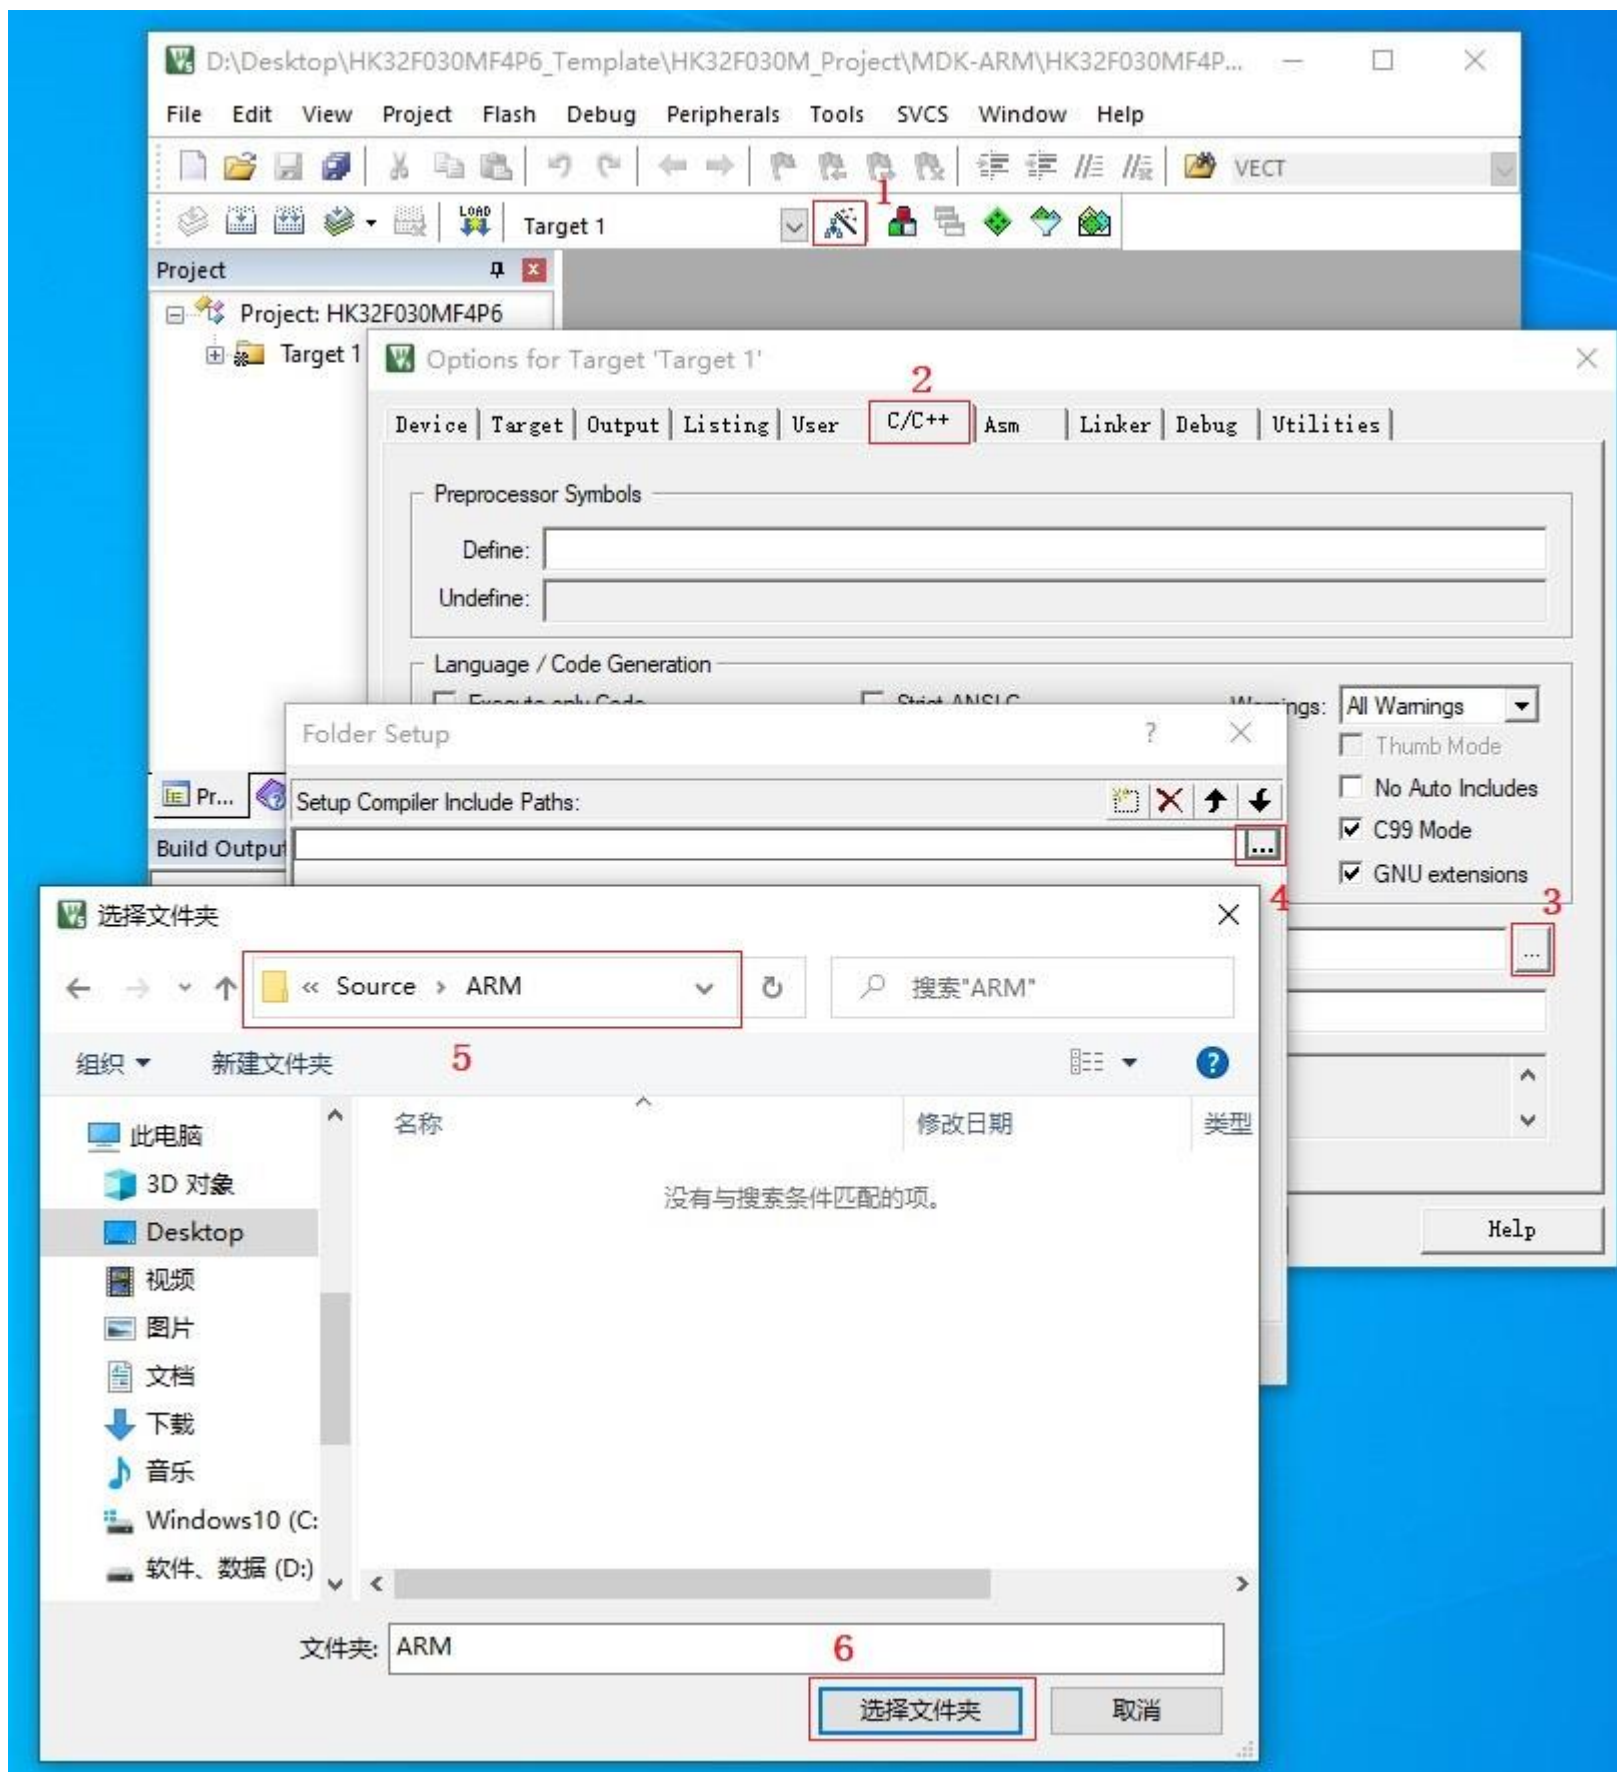 D:\Desktop\HK32F030MF4P6_Template\HK32F030M_Project\MDK-ARM\HK32F030MF4P...
File Edit View Project Flash Debug Peripherals Tools SVCS Window Help
VECT
1
LOAD
Target 1
Project
Project: HK32F030MF4P6
Target 1
Options for Target 'Target 1'
2
Device Target Output Listing User C/C++ Asm Linker Debug Utilities
Preprocessor Symbols
Define:
Undefine:
Language / Code Generation
Execute-only Code Strict ANSI C Warnings: All Warnings
Thumb Mode
No Auto Includes
C99 Mode
GNU extensions
Folder Setup ?
Pr...
Setup Compiler Include Paths:
Build Output
...
4
3
...
选择文件夹
« Source › ARM
搜索"ARM"
5
组织 新建文件夹
名称 修改日期 类型
没有与搜索条件匹配的项。
此电脑
3D 对象
Desktop
视频
图片
文档
下载
音乐
Windows10 (C:
软件、数据 (D:)
Help
文件夹: ARM
6
选择文件夹 取消